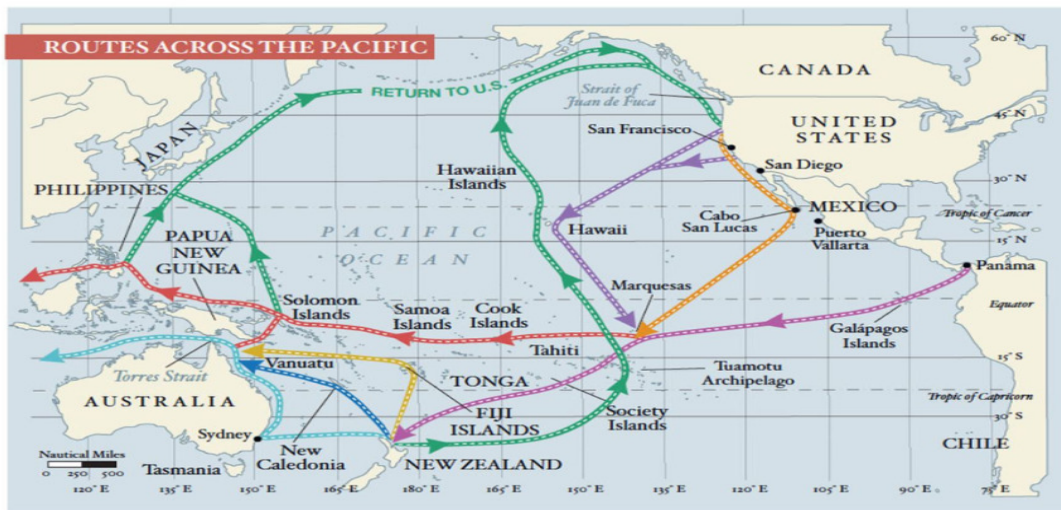 ROUTES ACROSS THE PACIFIC
60° N
CANADA
RETURN TO U.S.
Strait of
Juan de Fuca
45° N
UNITED
STATES
San Francisco
JAPAN
San Diego
Hawaiian
Islands
30° N
PHILIPPINES
MEXICO
Tropic of Cancer
Cabo
San Lucas
Puerto
Vallarta
Hawaii
PACIFIC
OCEAN
15° N
PAPUA
NEW
GUINEA
Panama
Marquesas
Solomon
Islands
Samoa
Islands
Cook
Islands
Equator
Galápagos
Islands
Tahiti
15° S
Vanuatu
Torres Strait
Tuamotu
Archipelago
TONGA
AUSTRALIA
Tropic of Capricorn
FIJI
ISLANDS
Society
Islands
30° S
Sydney
CHILE
New
Caledonia
NEW ZEALAND
Nautical Miles
0 250 500
Tasmania
120° E
135° E
150° E
165° E
180° E
165° E
150° E
135° E
120° E
105° E
90° E
75° E